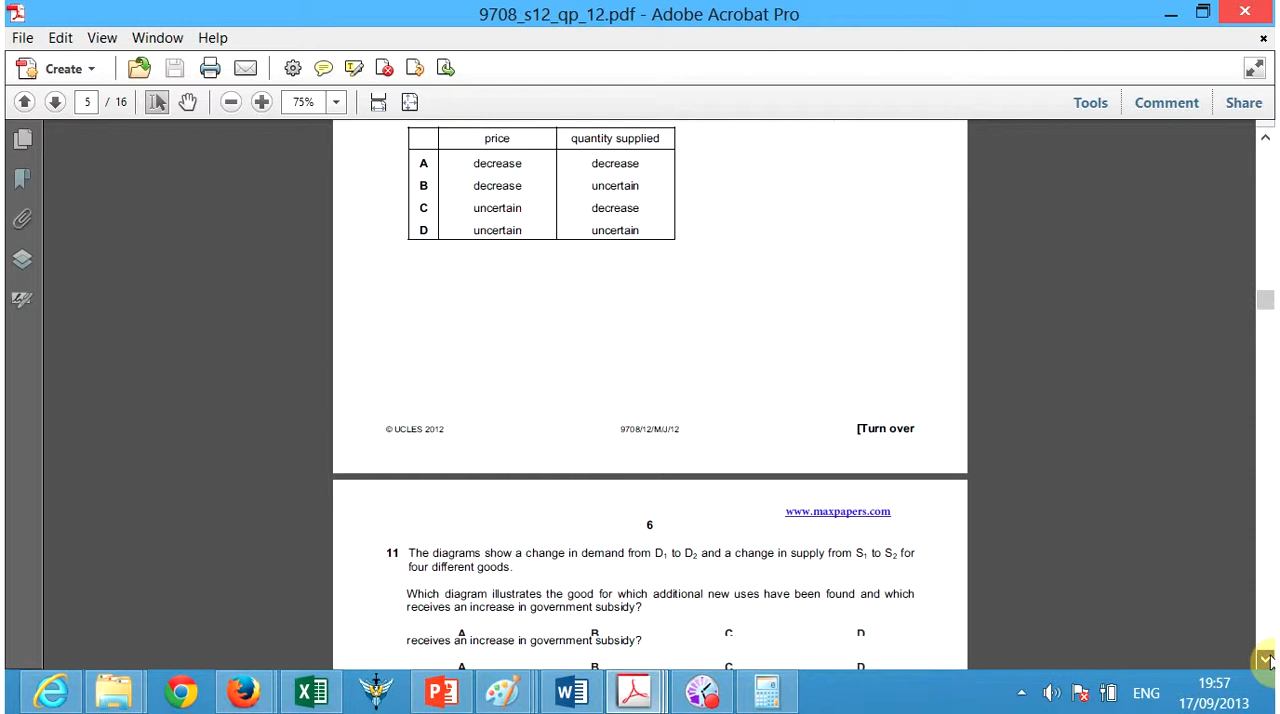 9708_s12_qp_12.pdf - Adobe Acrobat Pro
File Edit View Window Help
Create
5 / 16 75% Tools Comment Share
price quantity supplied
A decrease decrease
B decrease uncertain
C uncertain decrease
D uncertain uncertain
© UCLES 2012 9708/12/M/J/12 [Turn over
www.maxpapers.com
6
11 The diagrams show a change in demand from D1 to D2 and a change in supply from S1 to S2 for
four different goods.
Which diagram illustrates the good for which additional new uses have been found and which
receives an increase in government subsidy?
A B C D
receives an increase in government subsidy?
A B C D
ENG 19:57
17/09/2013